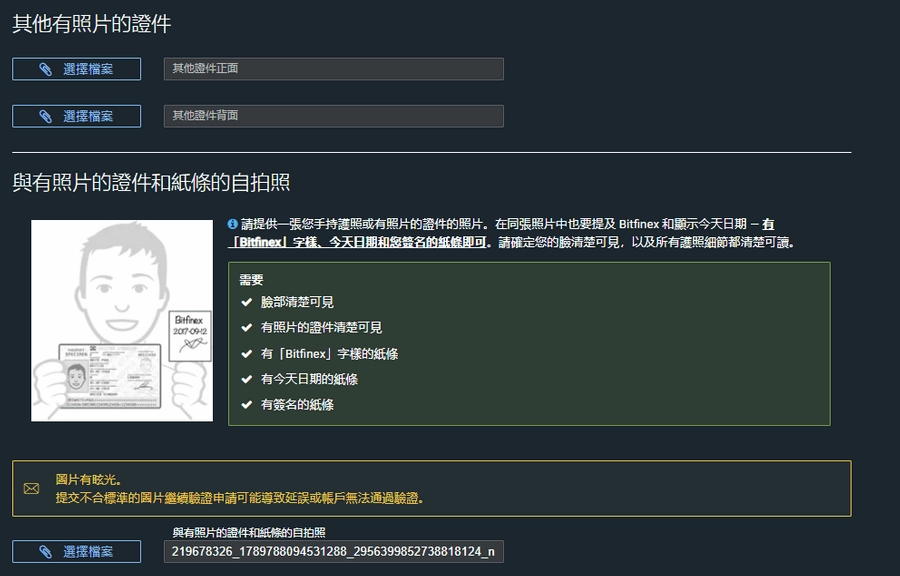 其他有照片的證件
選擇檔案
其他證件正面
選擇檔案
其他證件背面
與有照片的證件和紙條的自拍照
請提供一張您手持護照或有照片的證件的照片。在同張照片中也要提及 Bitfinex 和顯示今天日期 – 有
「Bitfinex」字樣、今天日期和您簽名的紙條即可。請確定您的臉清楚可見，以及所有護照細節都清楚可讀。
Bitfinex
2017-09-12
SPECIMEN
需要
臉部清楚可見
有照片的證件清楚可見
有「Bitfinex」字樣的紙條
有今天日期的紙條
有簽名的紙條
圖片有眩光。
提交不合標準的圖片繼續驗證申請可能導致延誤或帳戶無法通過驗證。
與有照片的證件和紙條的自拍照
選擇檔案
219678326_1789788094531288_2956399852738818124_n